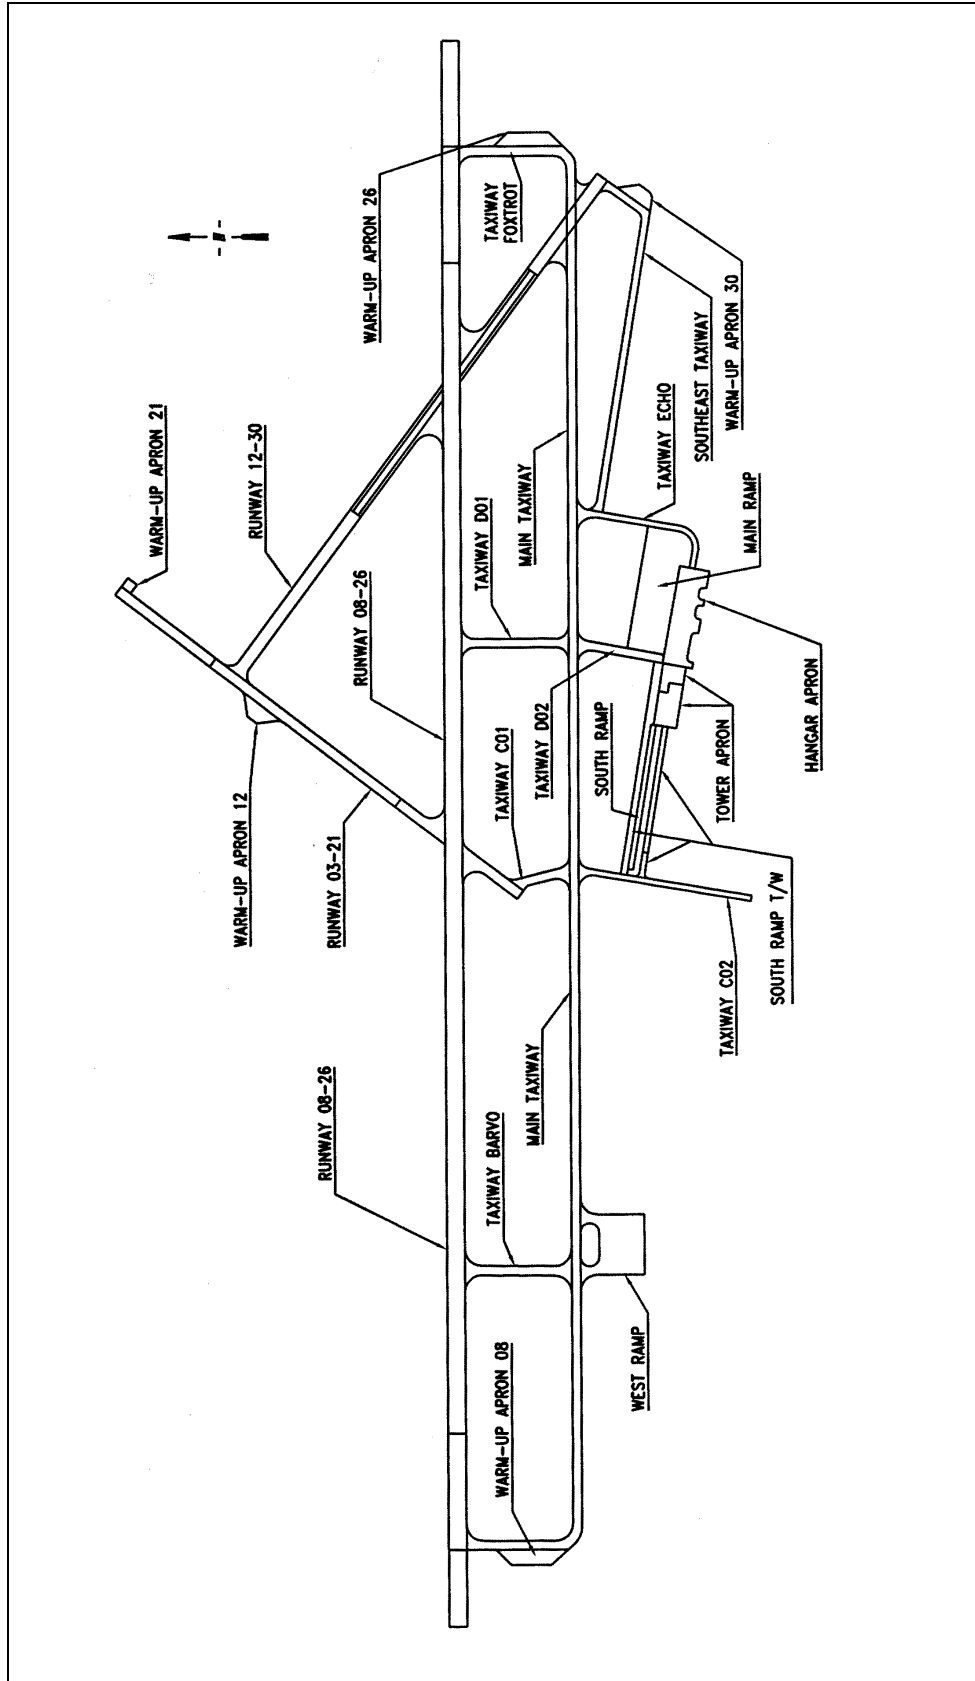 WARM-UP APRON 21
-N-
WARM-UP APRON 12
RUNWAY 12-30
RUNWAY 08-26
RUNWAY 03-21
RUNWAY 08-26
WARM-UP APRON 26
TAXIWAY D01
TAXIWAY
FOXTROT
TAXIWAY BARVO
WARM-UP APRON 08
TAXIWAY C01
MAIN TAXIWAY
MAIN TAXIWAY
TAXIWAY D02
SOUTH RAMP
WEST RAMP
TAXIWAY ECHO
SOUTHEAST TAXIWAY
TOWER APRON
TAXIWAY C02
WARM-UP APRON 30
MAIN RAMP
SOUTH RAMP T/W
HANGAR APRON